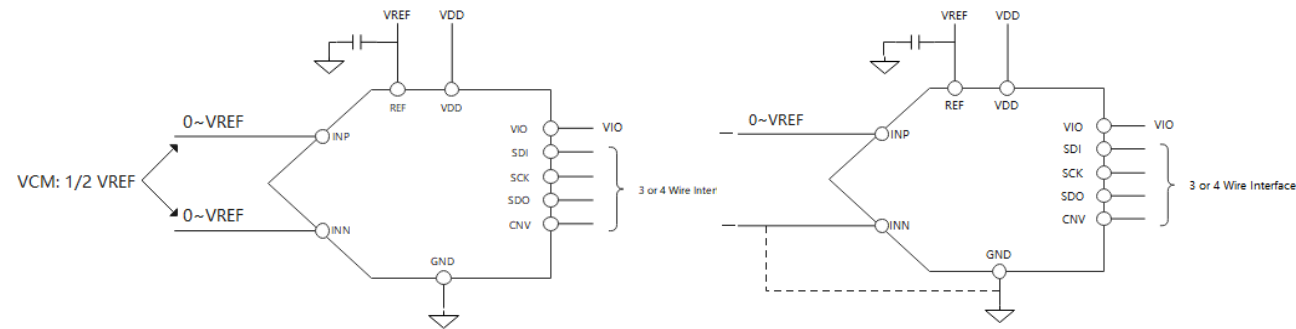 VREF VDD
REF VDD
0~VREF
INP
VCM: 1/2 VREF
0~VREF
INN
VIO VIO
SDI
SCK
SDO
CNV
3 or 4 Wire Inter
GND
VREF VDD
REF VDD
0~VREF
INP
INN
VIO VIO
SDI
SCK
SDO
CNV
3 or 4 Wire Interface
GND